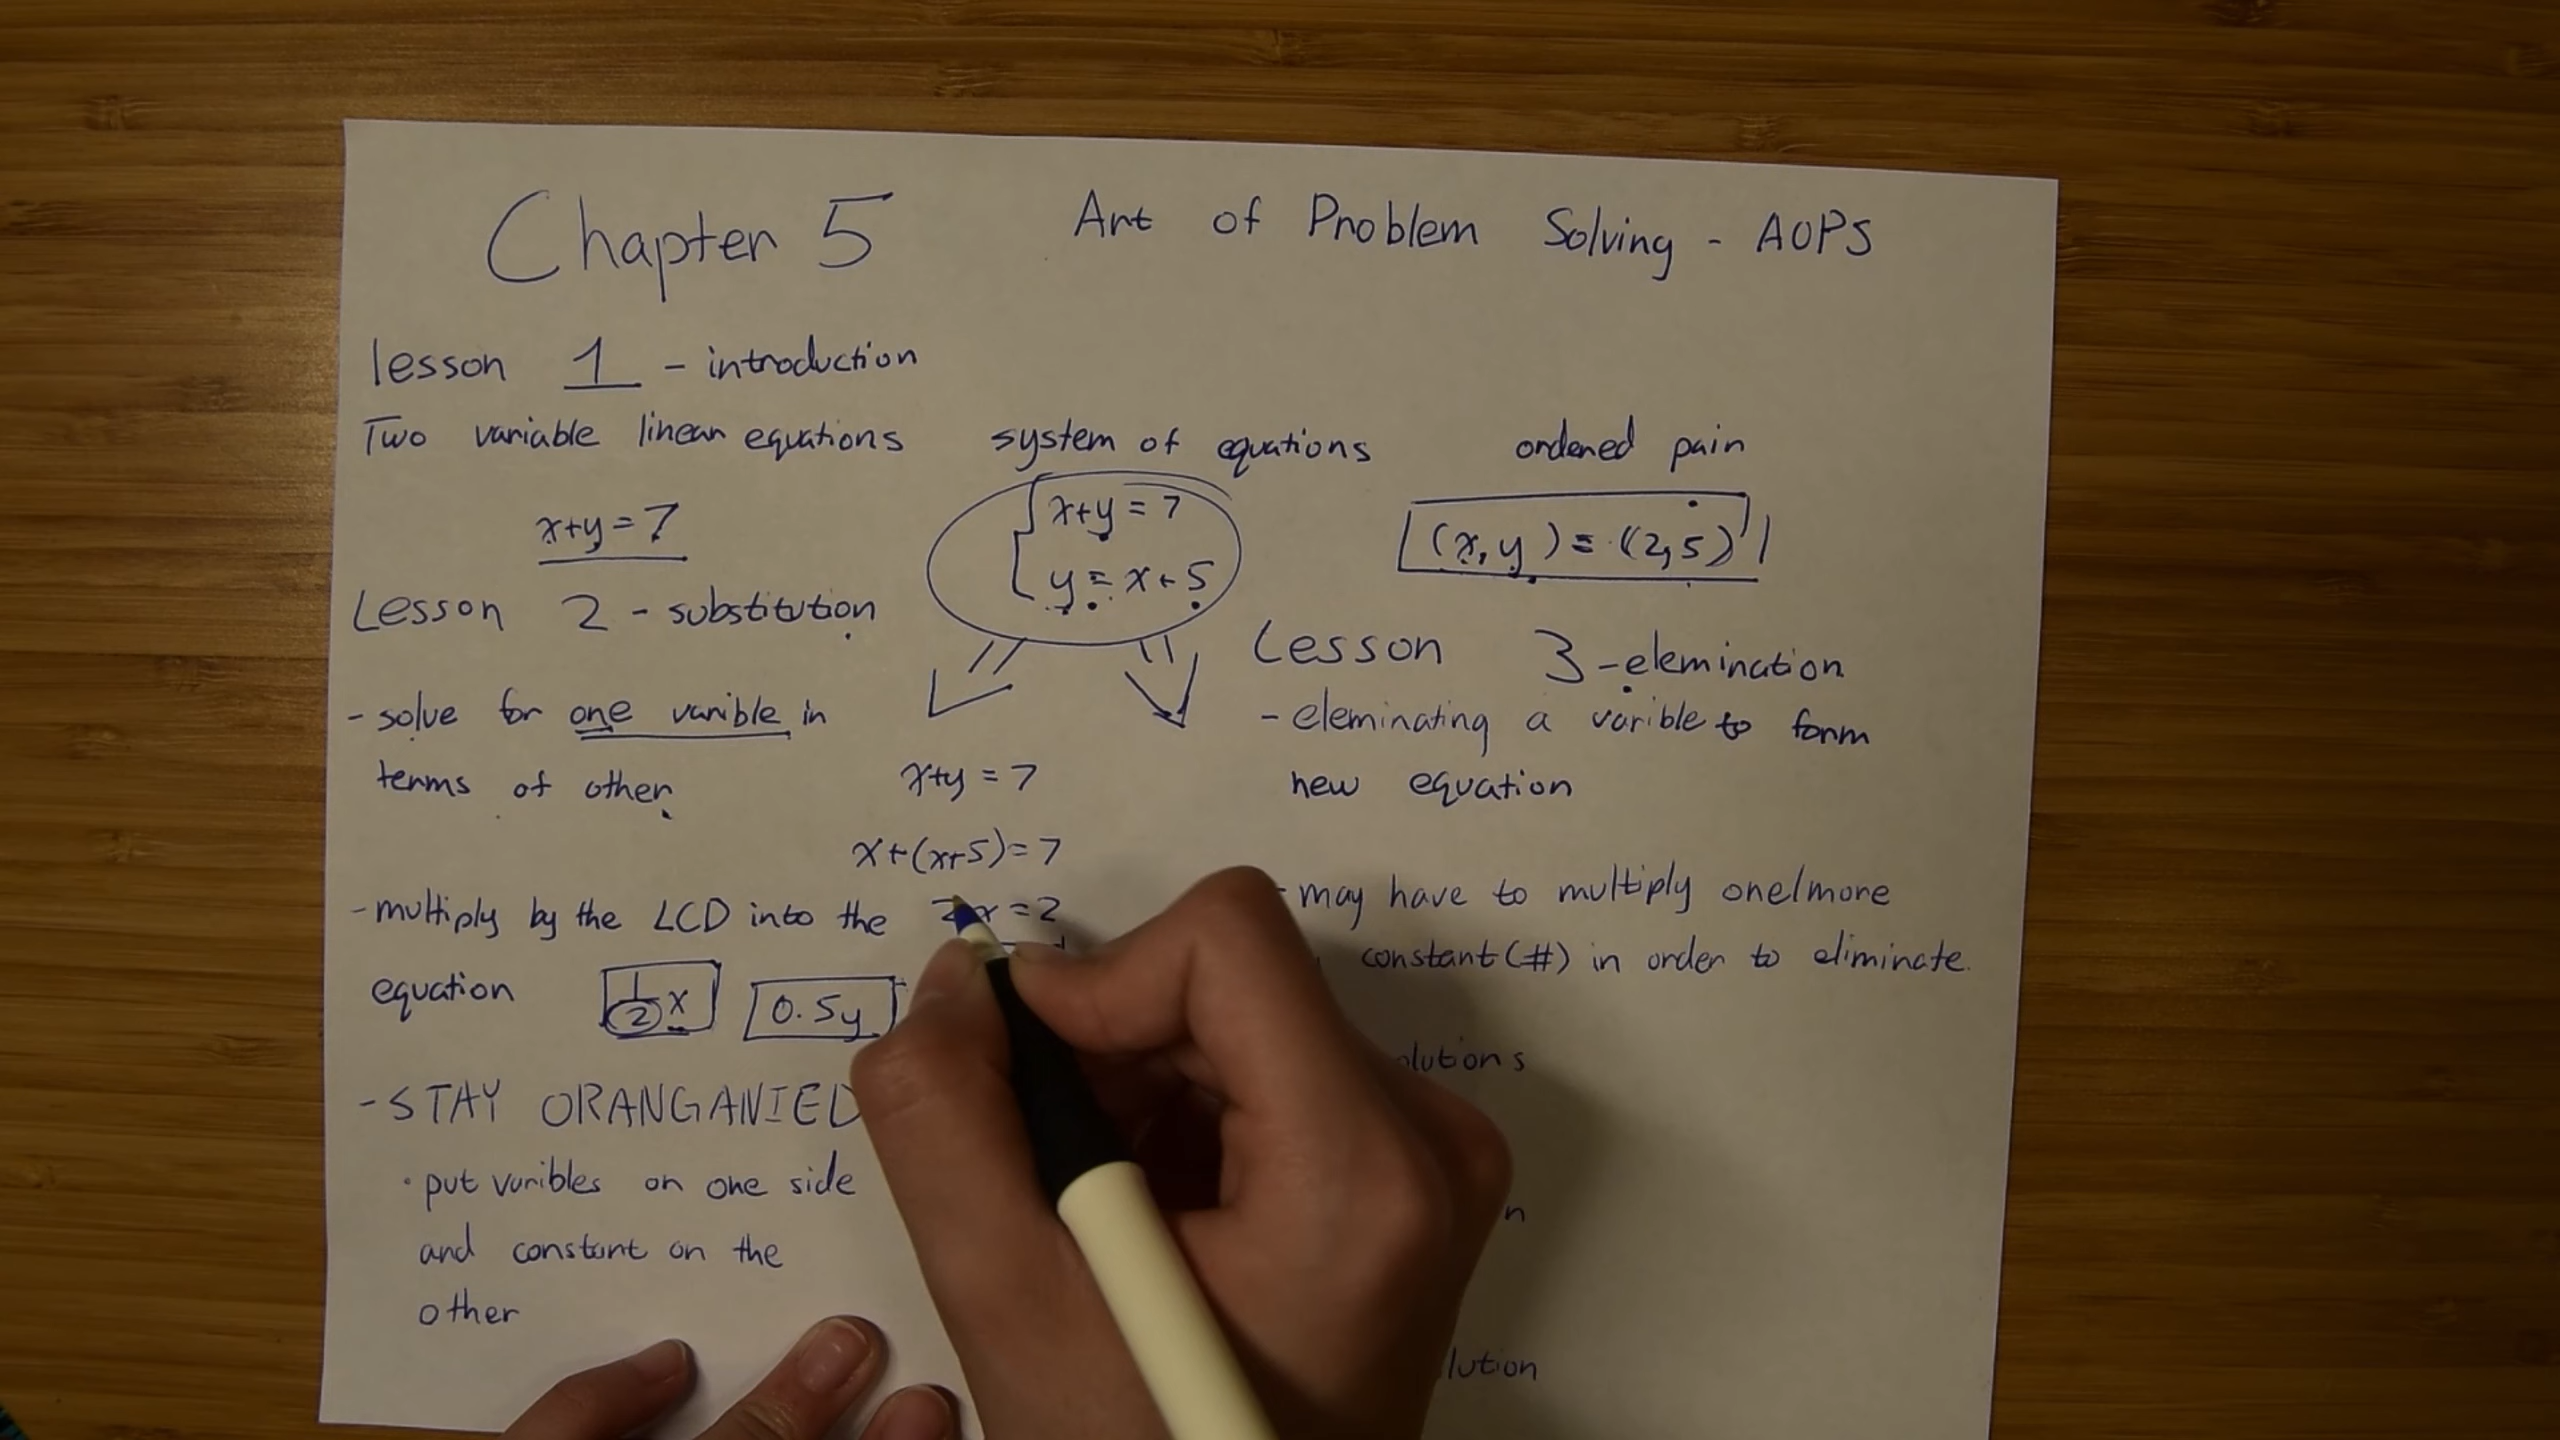 Chapter 5
Art of Problem Solving - AOPS
lesson 1 - introduction
Two variable linear equations
x+y=7
system of equations
x+y=7
y=x+5
ordered pair
(x,y)=(2,5)
Lesson 2 - substitution
- solve for one varible in
terms of other
x+y=7
x+(x+5)=7
2x=2
- multiply by the LCD into the
equation
1/2 x
0.5y
- STAY ORANGANIED
· put varibles on one side
and constant on the
other
Lesson 3 - elemination
- eleminating a varible to form
new equation
- may have to multiply one/more
constant (#) in order to eliminate.